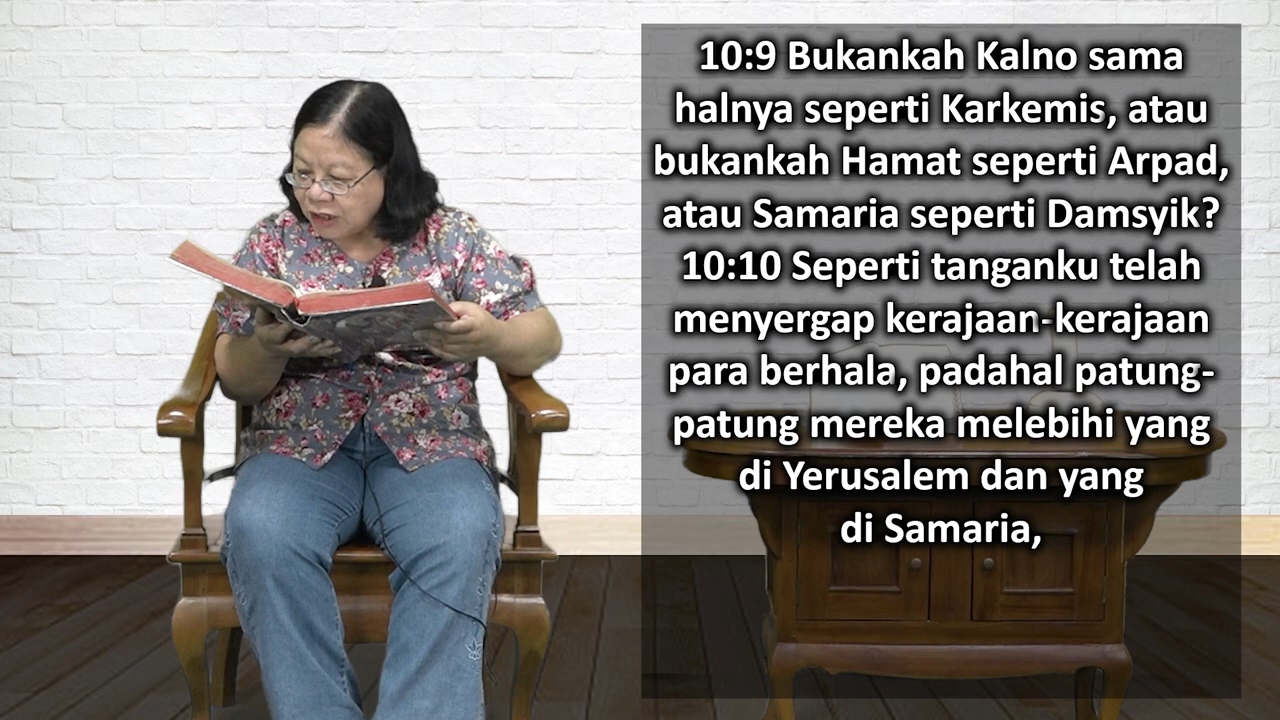 10:9 Bukankah Kalno sama
halnya seperti Karkemis, atau
bukankah Hamat seperti Arpad,
atau Samaria seperti Damsyik?
10:10 Seperti tanganku telah
menyergap kerajaan-kerajaan
para berhala, padahal patung-
patung mereka melebihi yang
di Yerusalem dan yang
di Samaria,